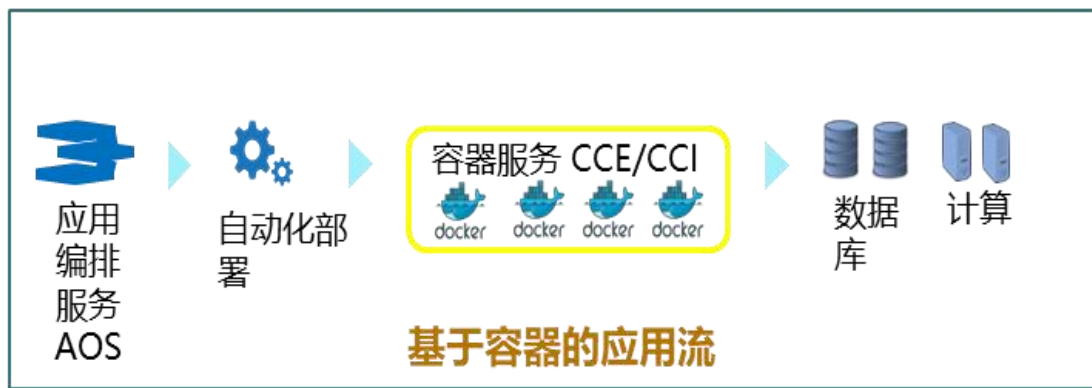 容器服务 CCE/CCI
docker docker docker docker
应用
编排
服务
AOS
自动化部
署
数据
库
计算
基于容器的应用流